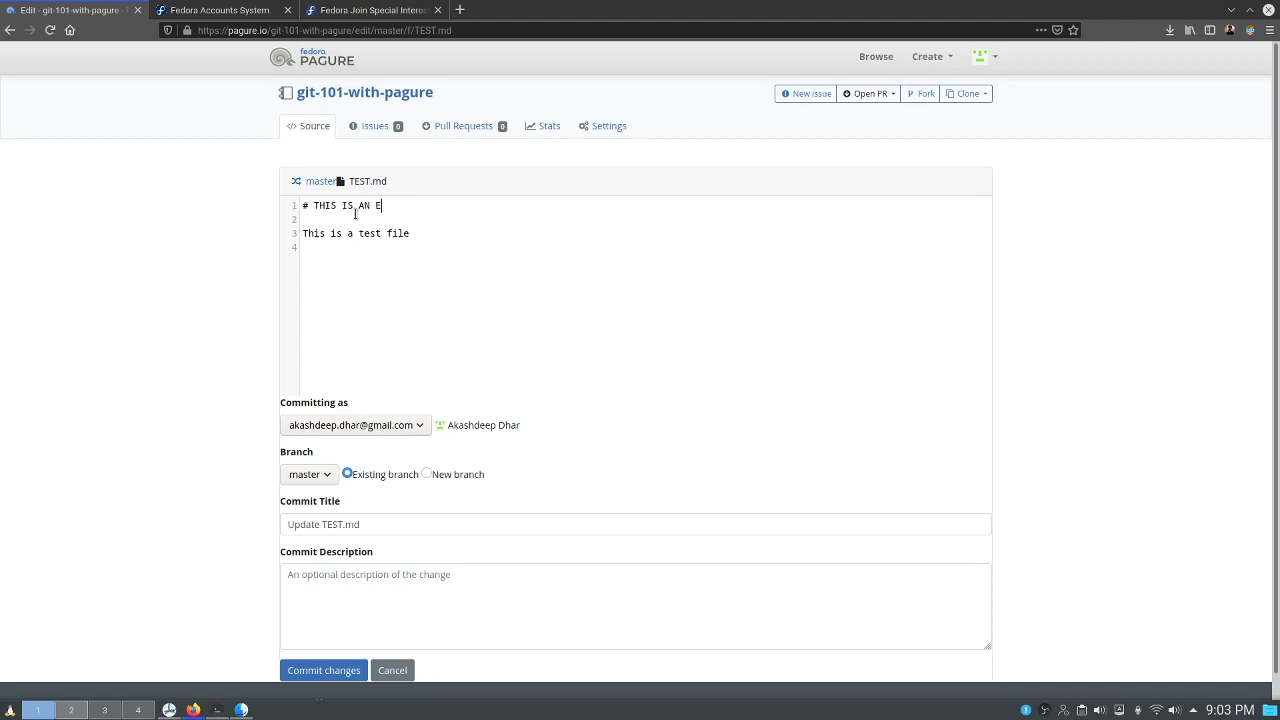 Edit - git-101-with-pagure - P
Fedora Accounts System
Fedora Join Special Interes
https://pagure.io/git-101-with-pagure/edit/master/f/TEST.md
fedora
PAGURE
Browse
Create
git-101-with-pagure
New issue
Open PR
Fork
Clone
Source
Issues 0
Pull Requests 0
Stats
Settings
master TEST.md
1 # THIS IS AN E
2
3 This is a test file
4
Committing as
akashdeep.dhar@gmail.com
Akashdeep Dhar
Branch
master
Existing branch
New branch
Commit Title
Update TEST.md
Commit Description
An optional description of the change
Commit changes
Cancel
1
2
3
4
9:03 PM